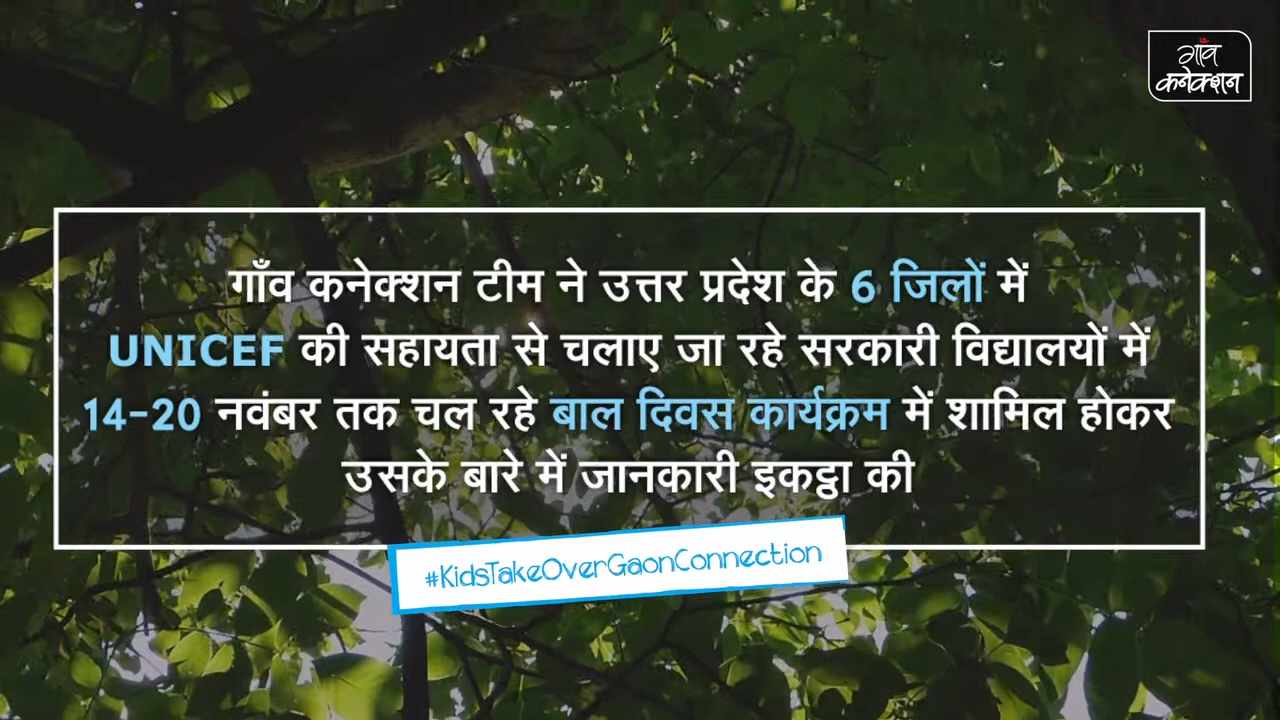 गाँव
कनेक्शन
गाँव कनेक्शन टीम ने उत्तर प्रदेश के 6 जिलों में
UNICEF की सहायता से चलाए जा रहे सरकारी विद्यालयों में
14-20 नवंबर तक चल रहे बाल दिवस कार्यक्रम में शामिल होकर
उसके बारे में जानकारी इकट्ठा की
#KidsTakeOverGaonConnection